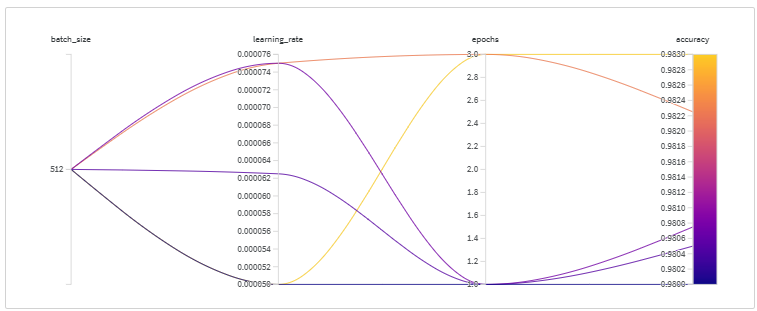 batch_size learning_rate epochs accuracy
0.000076 3.0 0.9830
0.000074 2.8 0.9828
0.000072 2.6 0.9826
0.000070 2.4 0.9824
0.000068 2.2 0.9822
0.000066 2.0 0.9820
0.000064 1.8 0.9818
512 0.000062 1.6 0.9816
0.000060 1.4 0.9814
0.000058 1.2 0.9812
0.000056 1.0 0.9810
0.000054 0.9808
0.000052 0.9806
0.000050 0.9804
0.9802
0.9800